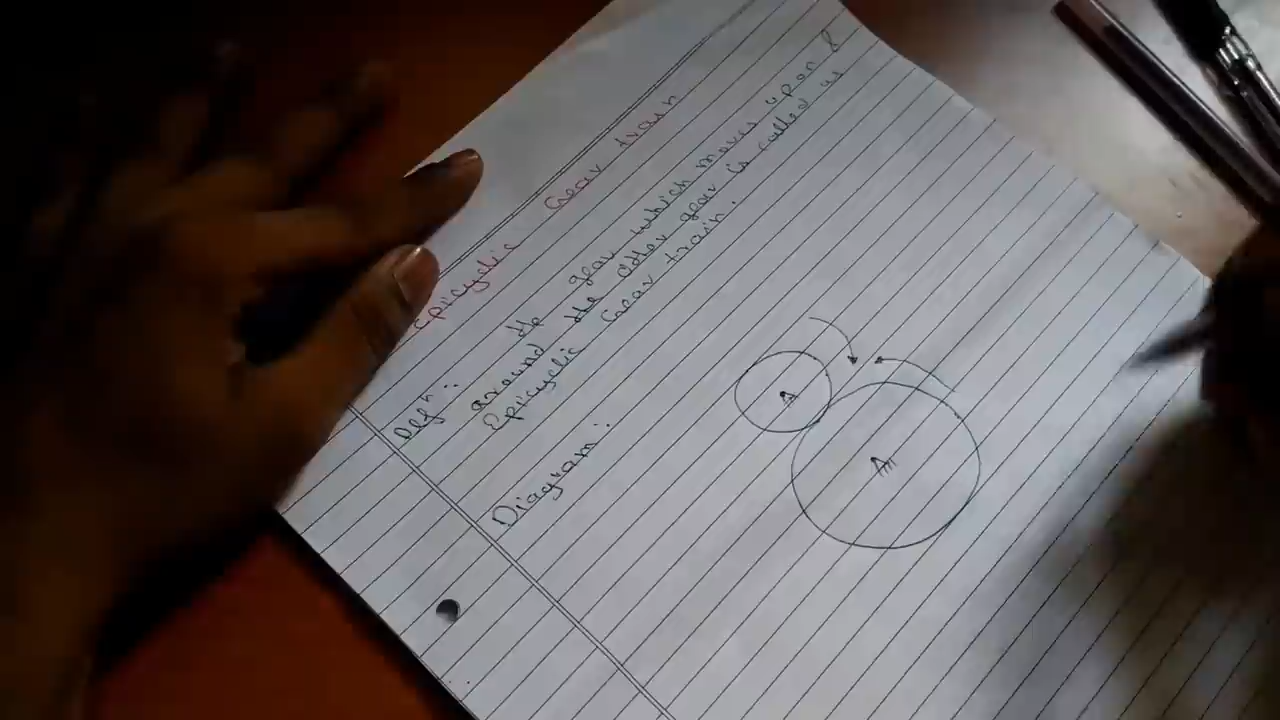 Epicyclic Gear train
Defn: the gear which moves upon &
around the other gear is called as
Epicyclic Gear train.
Diagram:
A
A